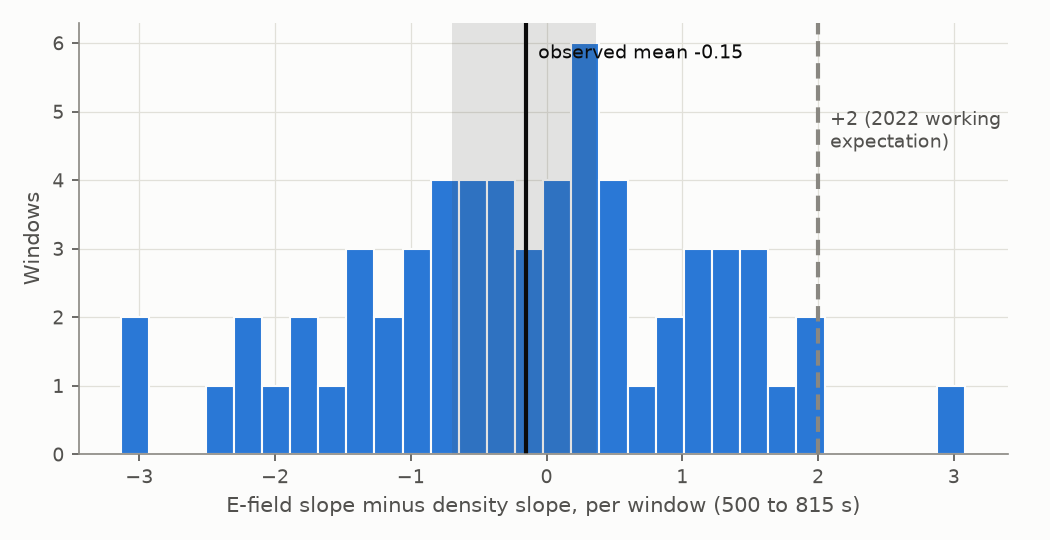 observed mean -0.15
+2 (2022 working
expectation)
Windows
6
5
4
3
2
1
0
−3
−2
−1
0
1
2
3
E-field slope minus density slope, per window (500 to 815 s)